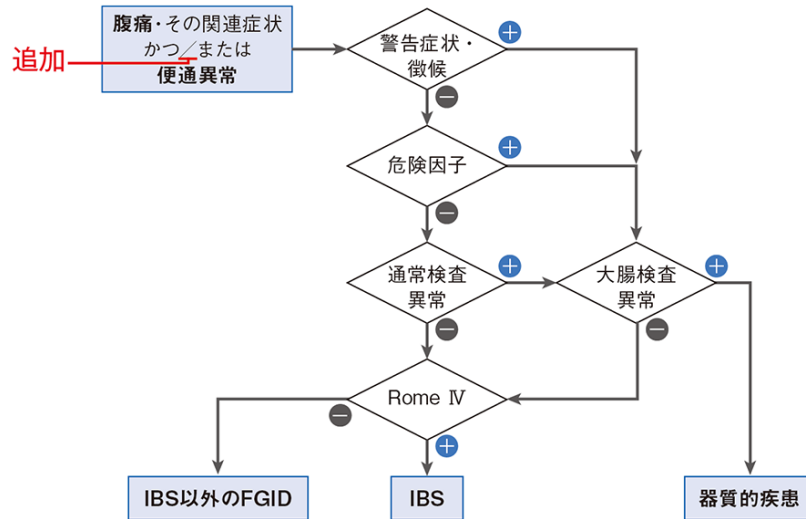 腹痛・その関連症状
かつ／または
便通異常
追加
警告症状・
徴候
+
−
危険因子
+
−
通常検査
異常
+
−
大腸検査
異常
+
−
Rome Ⅳ
−
+
IBS以外のFGID
IBS
器質的疾患